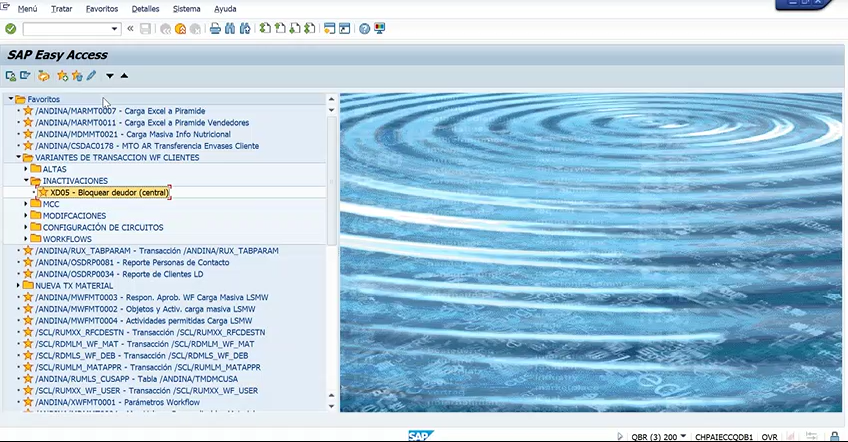 Menú Tratar Favoritos Detalles Sistema Ayuda
SAP Easy Access
Favoritos
/ANDINA/MARMT0007 - Carga Excel a Piramide
/ANDINA/MARMT0011 - Carga Excel a Piramide Vendedores
/ANDINA/MDMMT0021 - Carga Masiva Info Nutricional
/ANDINA/CSDAC0178 - MTO AR Transferencia Envases Cliente
VARIANTES DE TRANSACCION WF CLIENTES
ALTAS
INACTIVACIONES
XD05 - Bloquear deudor (central)
MCC
MODIFCACIONES
CONFIGURACIÓN DE CIRCUITOS
WORKFLOWS
/ANDINA/RUX_TABPARAM - Transacción /ANDINA/RUX_TABPARAM
/ANDINA/OSDRP0081 - Reporte Personas de Contacto
/ANDINA/OSDRP0034 - Reporte de Clientes LD
NUEVA TX MATERIAL
/ANDINA/MWFMT0003 - Respon. Aprob. WF Carga Masiva LSMW
/ANDINA/MWFMT0002 - Objetos y Activ. carga masiva LSMW
/ANDINA/MWFMT0004 - Actividades permitidas Carga LSMW
/SCL/RUMXX_RFCDESTN - Transacción /SCL/RUMXX_RFCDESTN
/SCL/RDMLM_WF_MAT - Transacción /SCL/RDMLM_WF_MAT
/SCL/RDMLS_WF_DEB - Transacción /SCL/RDMLS_WF_DEB
/SCL/RUMLM_MATAPPR - Transacción /SCL/RUMLM_MATAPPR
/ANDINA/RUMLS_CUSAPP - Tabla /ANDINA/TMDMCUSA
/SCL/RUMXX_WF_USER - Transacción /SCL/RUMXX_WF_USER
/ANDINA/XWFMT0001 - Parámetros Workflow
SAP
QBR (3) 200 CHPAIECCQDB1 OVR